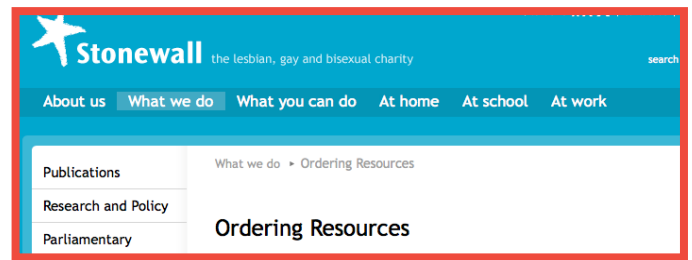 Stonewall the lesbian, gay and bisexual charity
search
About us What we do What you can do At home At school At work
What we do ▸ Ordering Resources
Publications
Research and Policy
Ordering Resources
Parliamentary